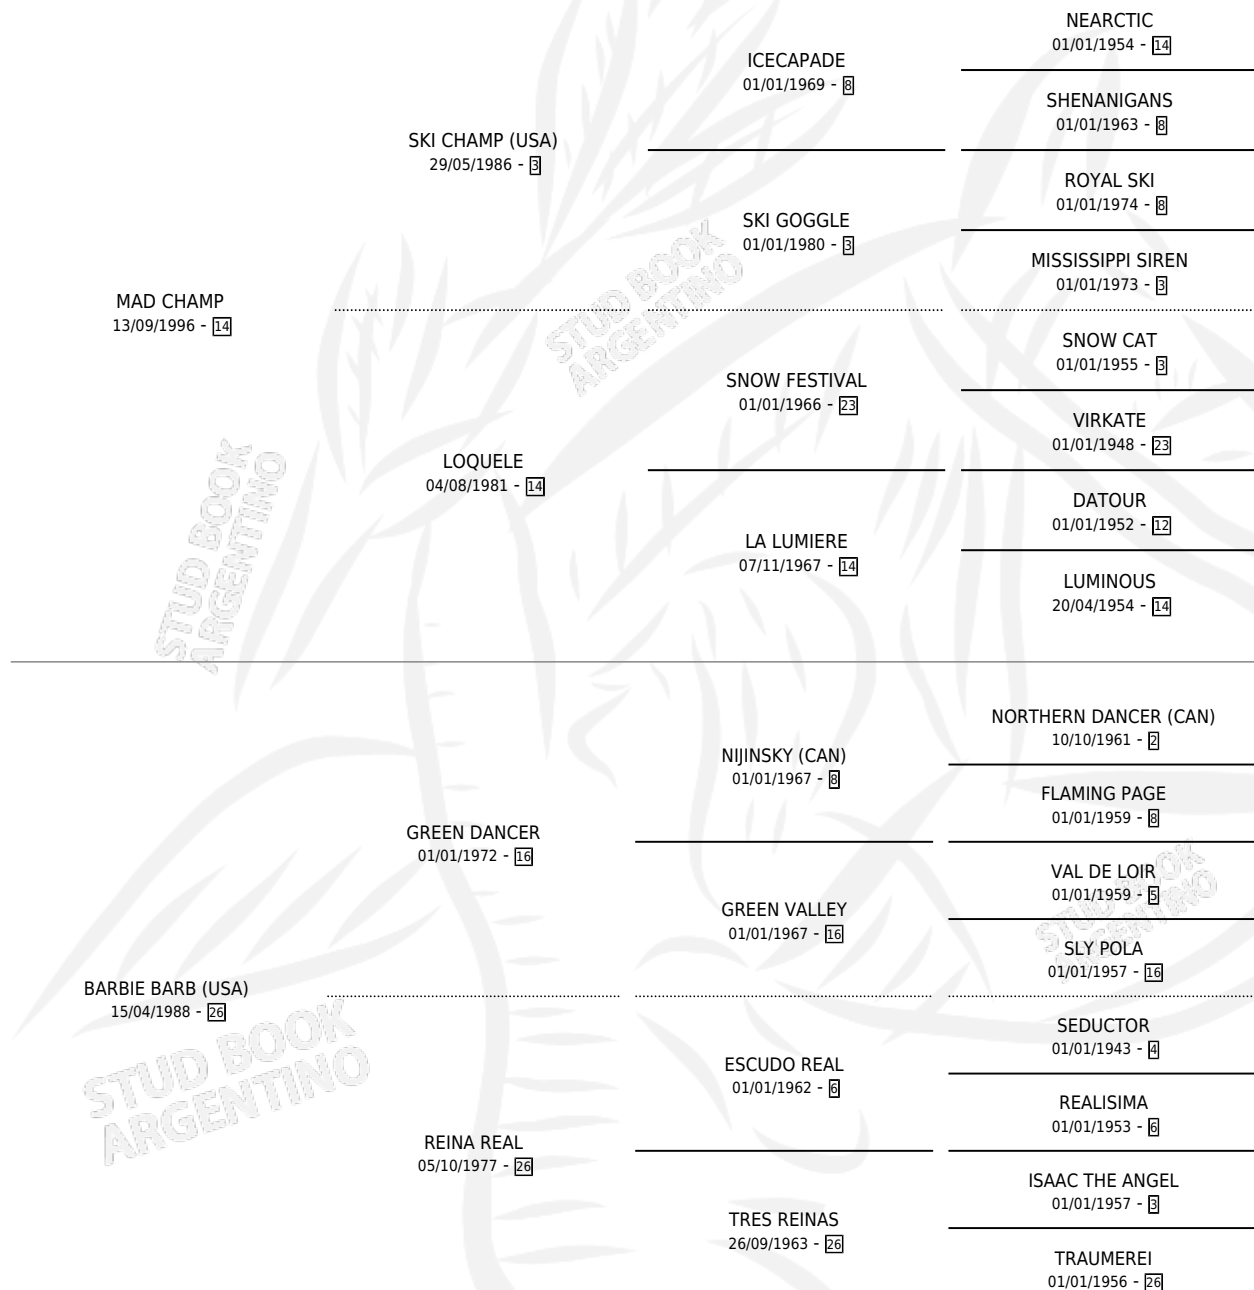 NEARCTIC
01/01/1954 - 14
ICECAPADE
01/01/1969 - 8
SHENANIGANS
01/01/1963 - 8
SKI CHAMP (USA)
29/05/1986 - 3
ROYAL SKI
01/01/1974 - 8
SKI GOGGLE
01/01/1980 - 3
MISSISSIPPI SIREN
01/01/1973 - 3
MAD CHAMP
13/09/1996 - 14
STUD BOOK
ARGENTINO
SNOW CAT
01/01/1955 - 3
SNOW FESTIVAL
01/01/1966 - 23
VIRKATE
01/01/1948 - 23
LOQUELE
04/08/1981 - 14
DATOUR
01/01/1952 - 12
LA LUMIERE
07/11/1967 - 14
LUMINOUS
20/04/1954 - 14
STUD BOOK
ARGENTINO
NORTHERN DANCER (CAN)
10/10/1961 - 2
NIJINSKY (CAN)
01/01/1967 - 8
FLAMING PAGE
01/01/1959 - 8
GREEN DANCER
01/01/1972 - 16
VAL DE LOIR
01/01/1959 - 5
GREEN VALLEY
01/01/1967 - 16
SLY POLA
01/01/1957 - 16
STUD BOOK
ARGENTINO
BARBIE BARB (USA)
15/04/1988 - 26
SEDUCTOR
01/01/1943 - 4
ESCUDO REAL
01/01/1962 - 6
REALISIMA
01/01/1953 - 6
STUD BOOK
ARGENTINO
REINA REAL
05/10/1977 - 26
ISAAC THE ANGEL
01/01/1957 - 3
TRES REINAS
26/09/1963 - 26
TRAUMEREI
01/01/1956 - 26